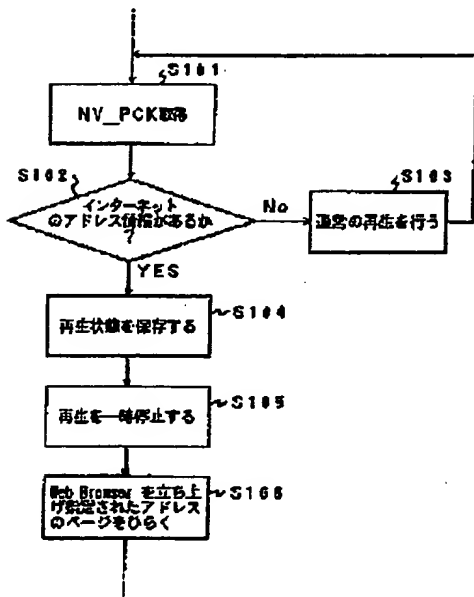 S101
NV_PCK取得
S102
インターネット
のアドレス情報があるか
?
No
S103
通常の再生を行う
YES
再生状態を保存する
S104
再生を一時停止する
S105
Web Browser を立ち上
げ指定されたアドレス
のページをひらく
S106